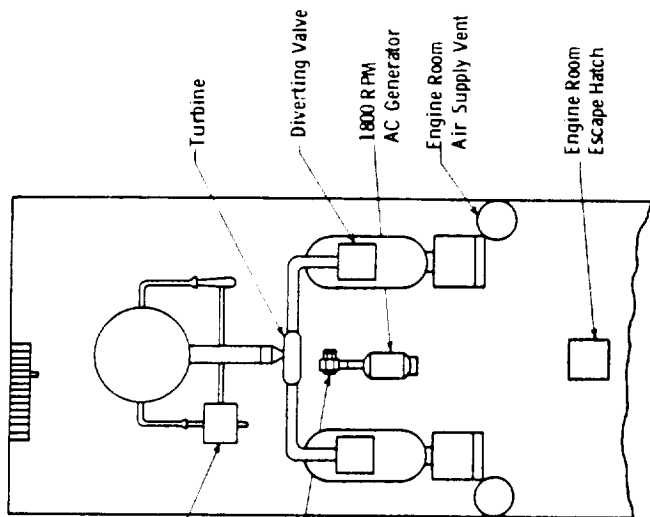 Turbine
Diverting Valve
1800 RPM
AC Generator
Engine Room
Air Supply Vent
Engine Room
Escape Hatch